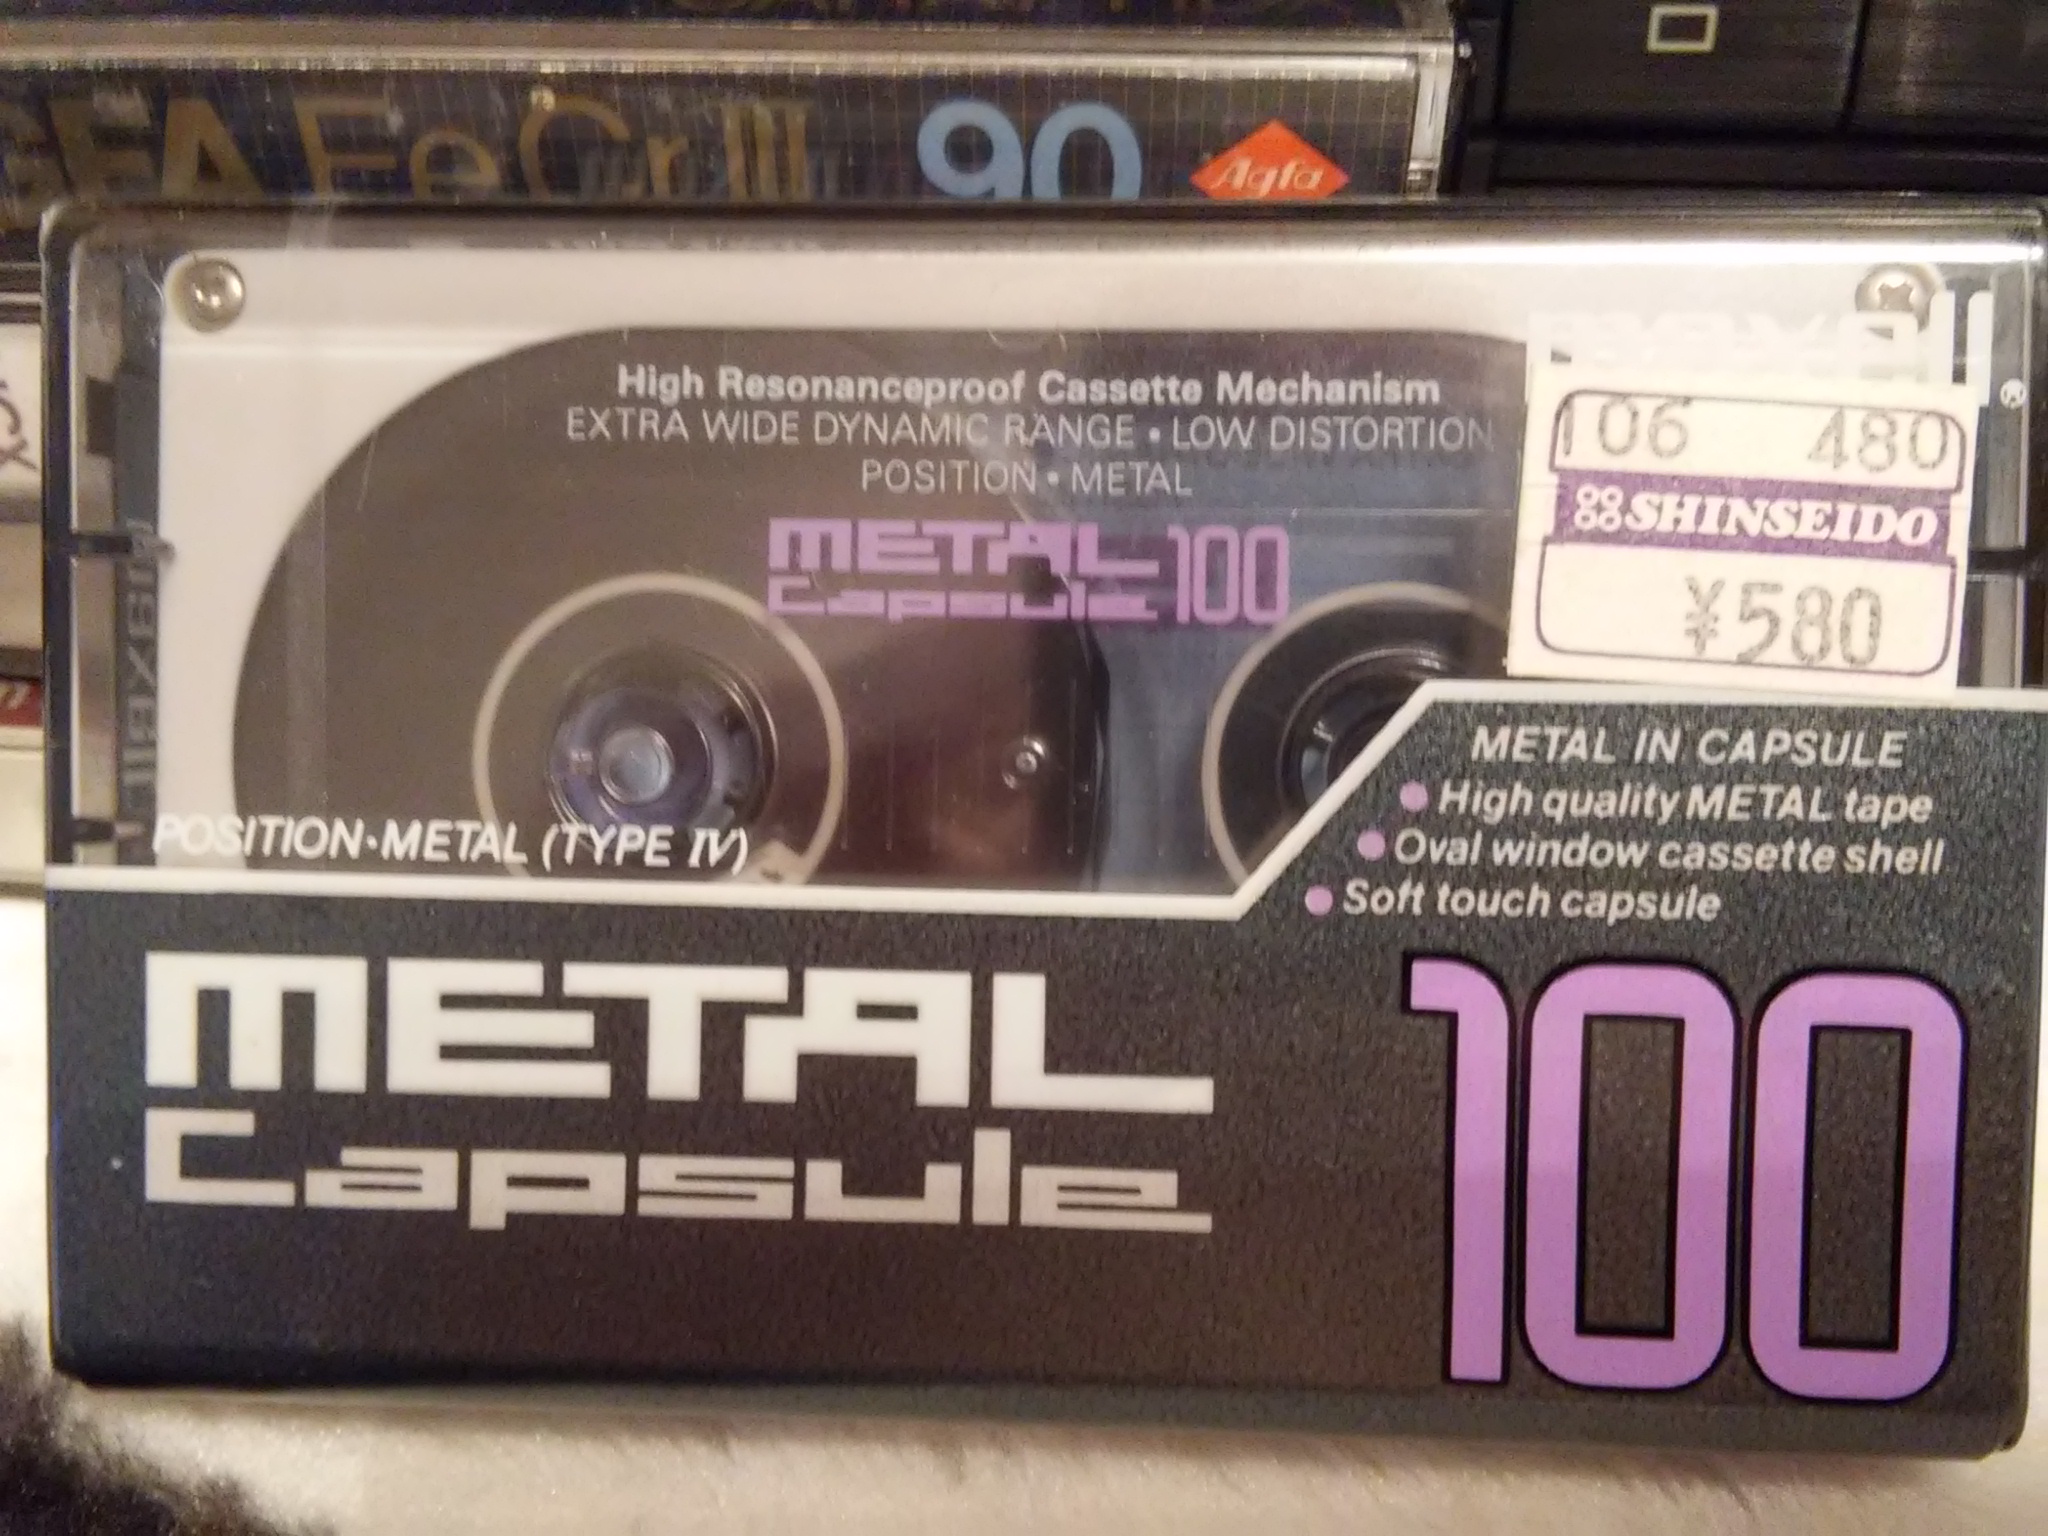 FeCr III 90 Agfa
High Resonanceproof Cassette Mechanism
EXTRA WIDE DYNAMIC RANGE • LOW DISTORTION
POSITION • METAL
METAL
Capsule 100
maxell
106 480
SHINSEIDO
¥580
maxell
POSITION•METAL (TYPE IV)
METAL IN CAPSULE
• High quality METAL tape
• Oval window cassette shell
• Soft touch capsule
METAL
Capsule
100